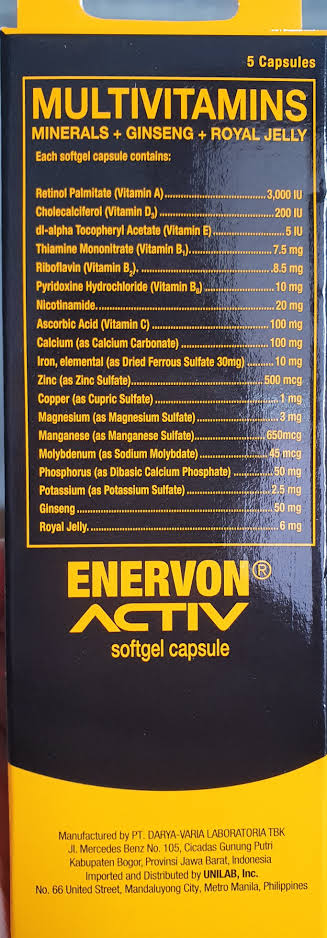 5 Capsules
MULTIVITAMINS
MINERALS + GINSENG + ROYAL JELLY
Each softgel capsule contains:
Retinol Palmitate (Vitamin A)..............................3,000 IU
Cholecalciferol (Vitamin D₃) ..............................200 IU
dl-alpha Tocopheryl Acetate (Vitamin E)....................5 IU
Thiamine Mononitrate (Vitamin B₁)..........................7.5 mg
Riboflavin (Vitamin B₂). ..................................8.5 mg
Pyridoxine Hydrochloride (Vitamin B₆) .....................10 mg
Nicotinamide...............................................20 mg
Ascorbic Acid (Vitamin C) .................................100 mg
Calcium (as Calcium Carbonate) ............................100 mg
Iron, elemental (as Dried Ferrous Sulfate 30mg) ...........10 mg
Zinc (as Zinc Sulfate).....................................500 mcg
Copper (as Cupric Sulfate) ................................1 mg
Magnesium (as Magnesium Sulfate)...........................3 mg
Manganese (as Manganese Sulfate)...........................650mcg
Molybdenum (as Sodium Molybdate)...........................45 mcg
Phosphorus (as Dibasic Calcium Phosphate) .................50 mg
Potassium (as Potassium Sulfate) ..........................2.5 mg
Ginseng ...................................................50 mg
Royal Jelly................................................6 mg
ENERVON®
ACTIV
softgel capsule
Manufactured by PT. DARYA-VARIA LABORATORIA TBK
Jl. Mercedes Benz No. 105, Cicadas Gunung Putri
Kabupaten Bogor, Provinsi Jawa Barat, Indonesia
Imported and Distributed by UNILAB, Inc.
No. 66 United Street, Mandaluyong City, Metro Manila, Philippines